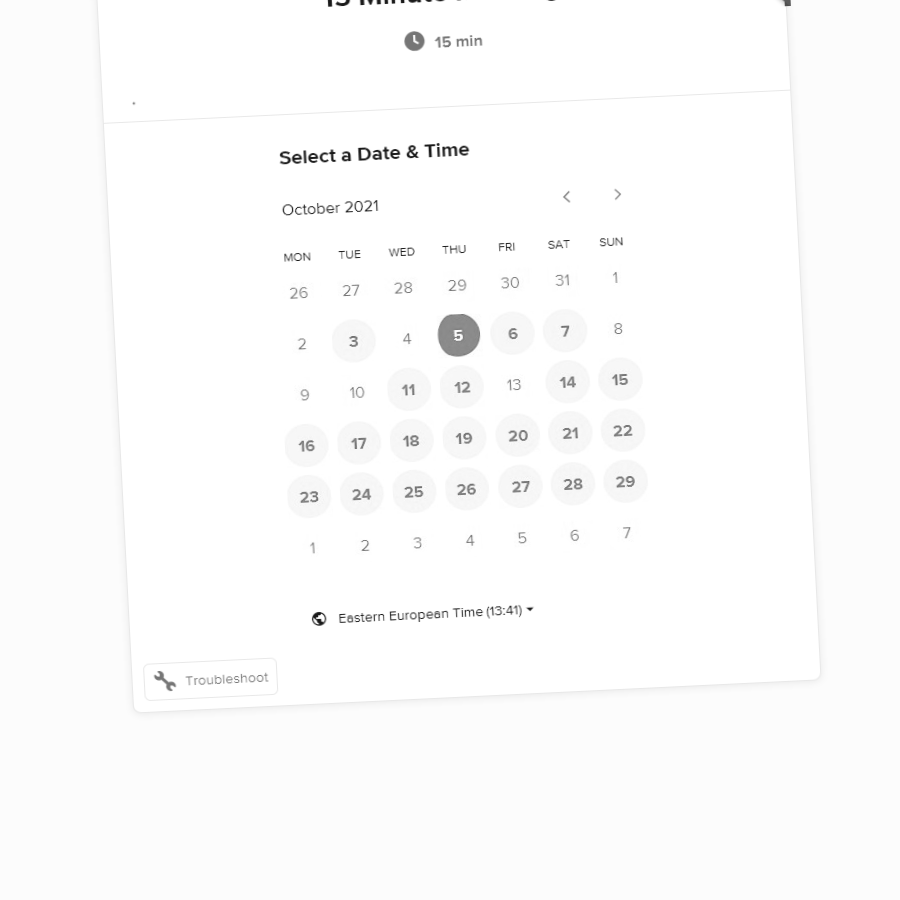 15 min
Select a Date & Time
October 2021
MON TUE WED THU FRI SAT SUN
26 27 28 29 30 31 1
2 3 4 5 6 7 8
9 10 11 12 13 14 15
16 17 18 19 20 21 22
23 24 25 26 27 28 29
1 2 3 4 5 6 7
Eastern European Time (13:41)
Troubleshoot